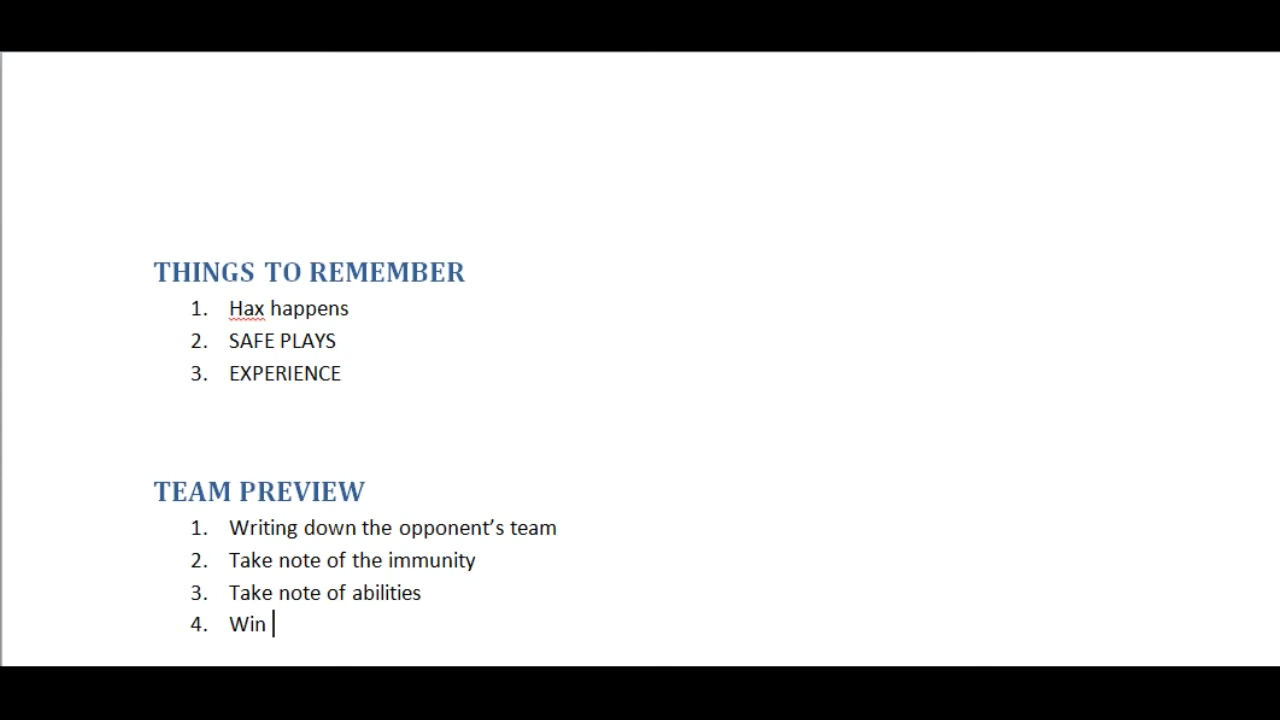 THINGS TO REMEMBER
1. Hax happens
2. SAFE PLAYS
3. EXPERIENCE
TEAM PREVIEW
1. Writing down the opponent’s team
2. Take note of the immunity
3. Take note of abilities
4. Win